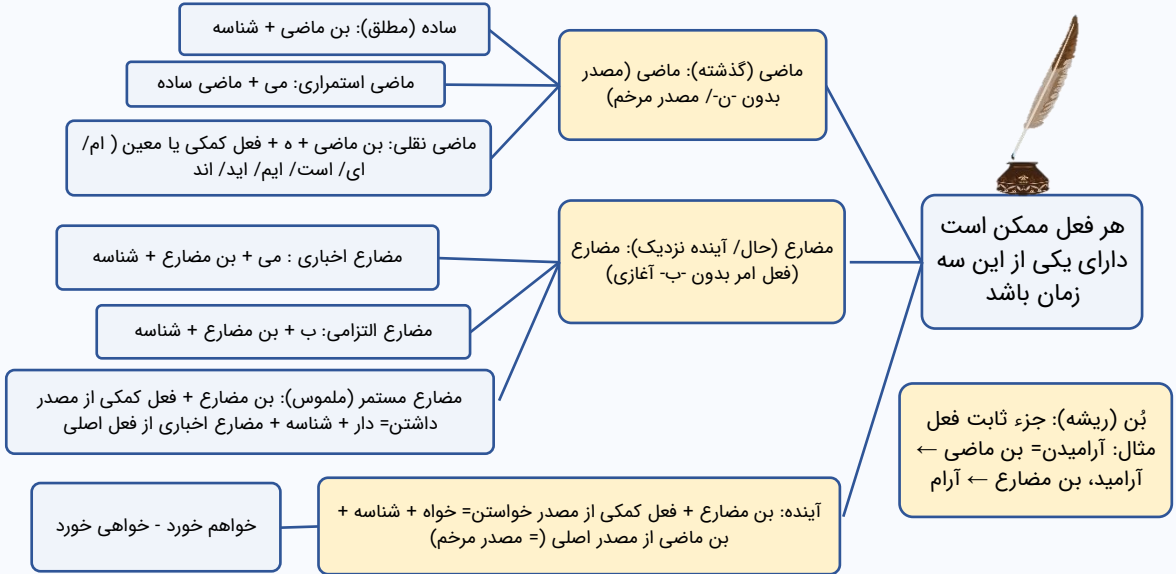 هر فعل ممکن است
دارای یکی از این سه
زمان باشد
ماضی (گذشته): ماضی (مصدر
بدون -ن-/ مصدر مرخم)
ساده (مطلق): بن ماضی + شناسه
ماضی استمراری: می + ماضی ساده
ماضی نقلی: بن ماضی + ه + فعل کمکی یا معین ( ام/
ای/ است/ ایم/ اید/ اند
مضارع (حال/ آینده نزدیک): مضارع
(فعل امر بدون -ب- آغازی)
مضارع اخباری : می + بن مضارع + شناسه
مضارع التزامی: ب + بن مضارع + شناسه
مضارع مستمر (ملموس): بن مضارع + فعل کمکی از مصدر
داشتن= دار + شناسه + مضارع اخباری از فعل اصلی
آینده: بن مضارع + فعل کمکی از مصدر خواستن= خواه + شناسه +
بن ماضی از مصدر اصلی (= مصدر مرخم)
خواهم خورد - خواهی خورد
بُن (ریشه): جزء ثابت فعل
مثال: آرامیدن= بن ماضی ←
آرامید، بن مضارع ← آرام